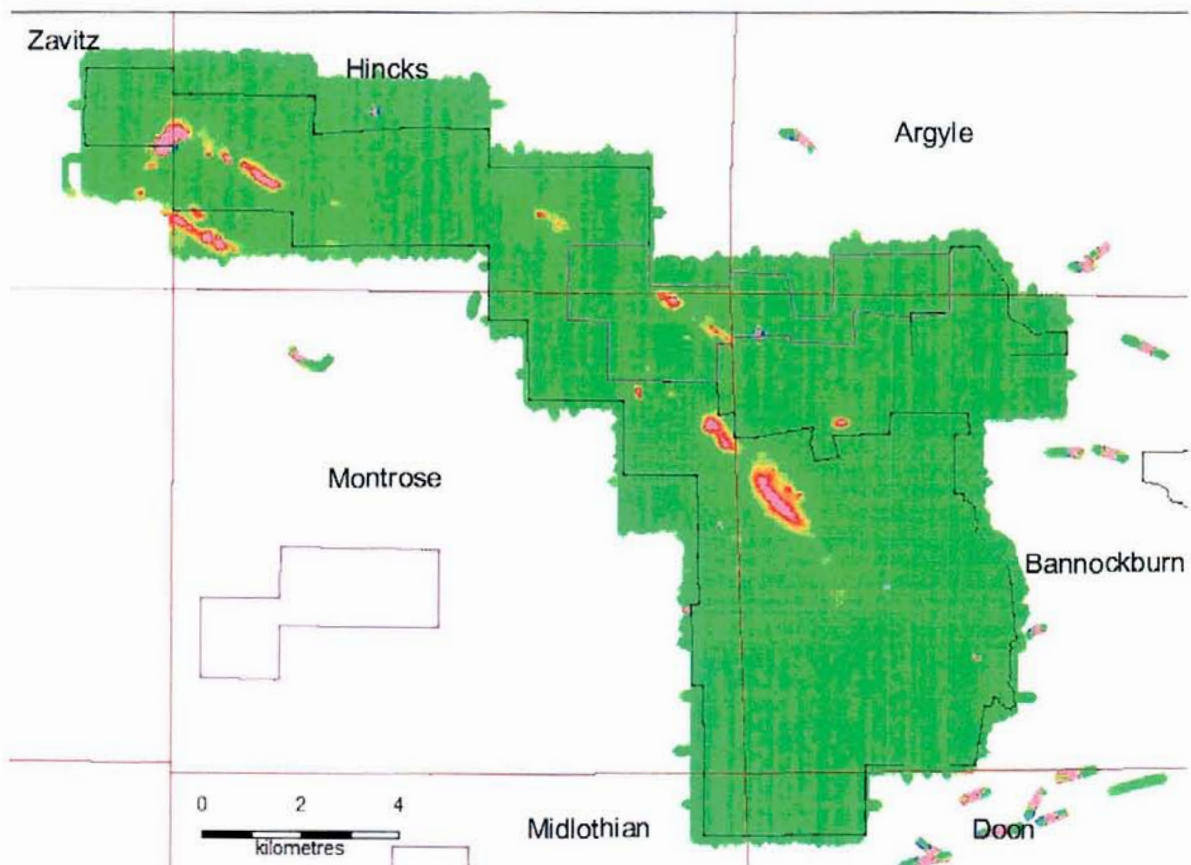 Zavitz
Hincks
Argyle
Montrose
Bannockburn
0 2 4
kilometres
Midlothian
Doon